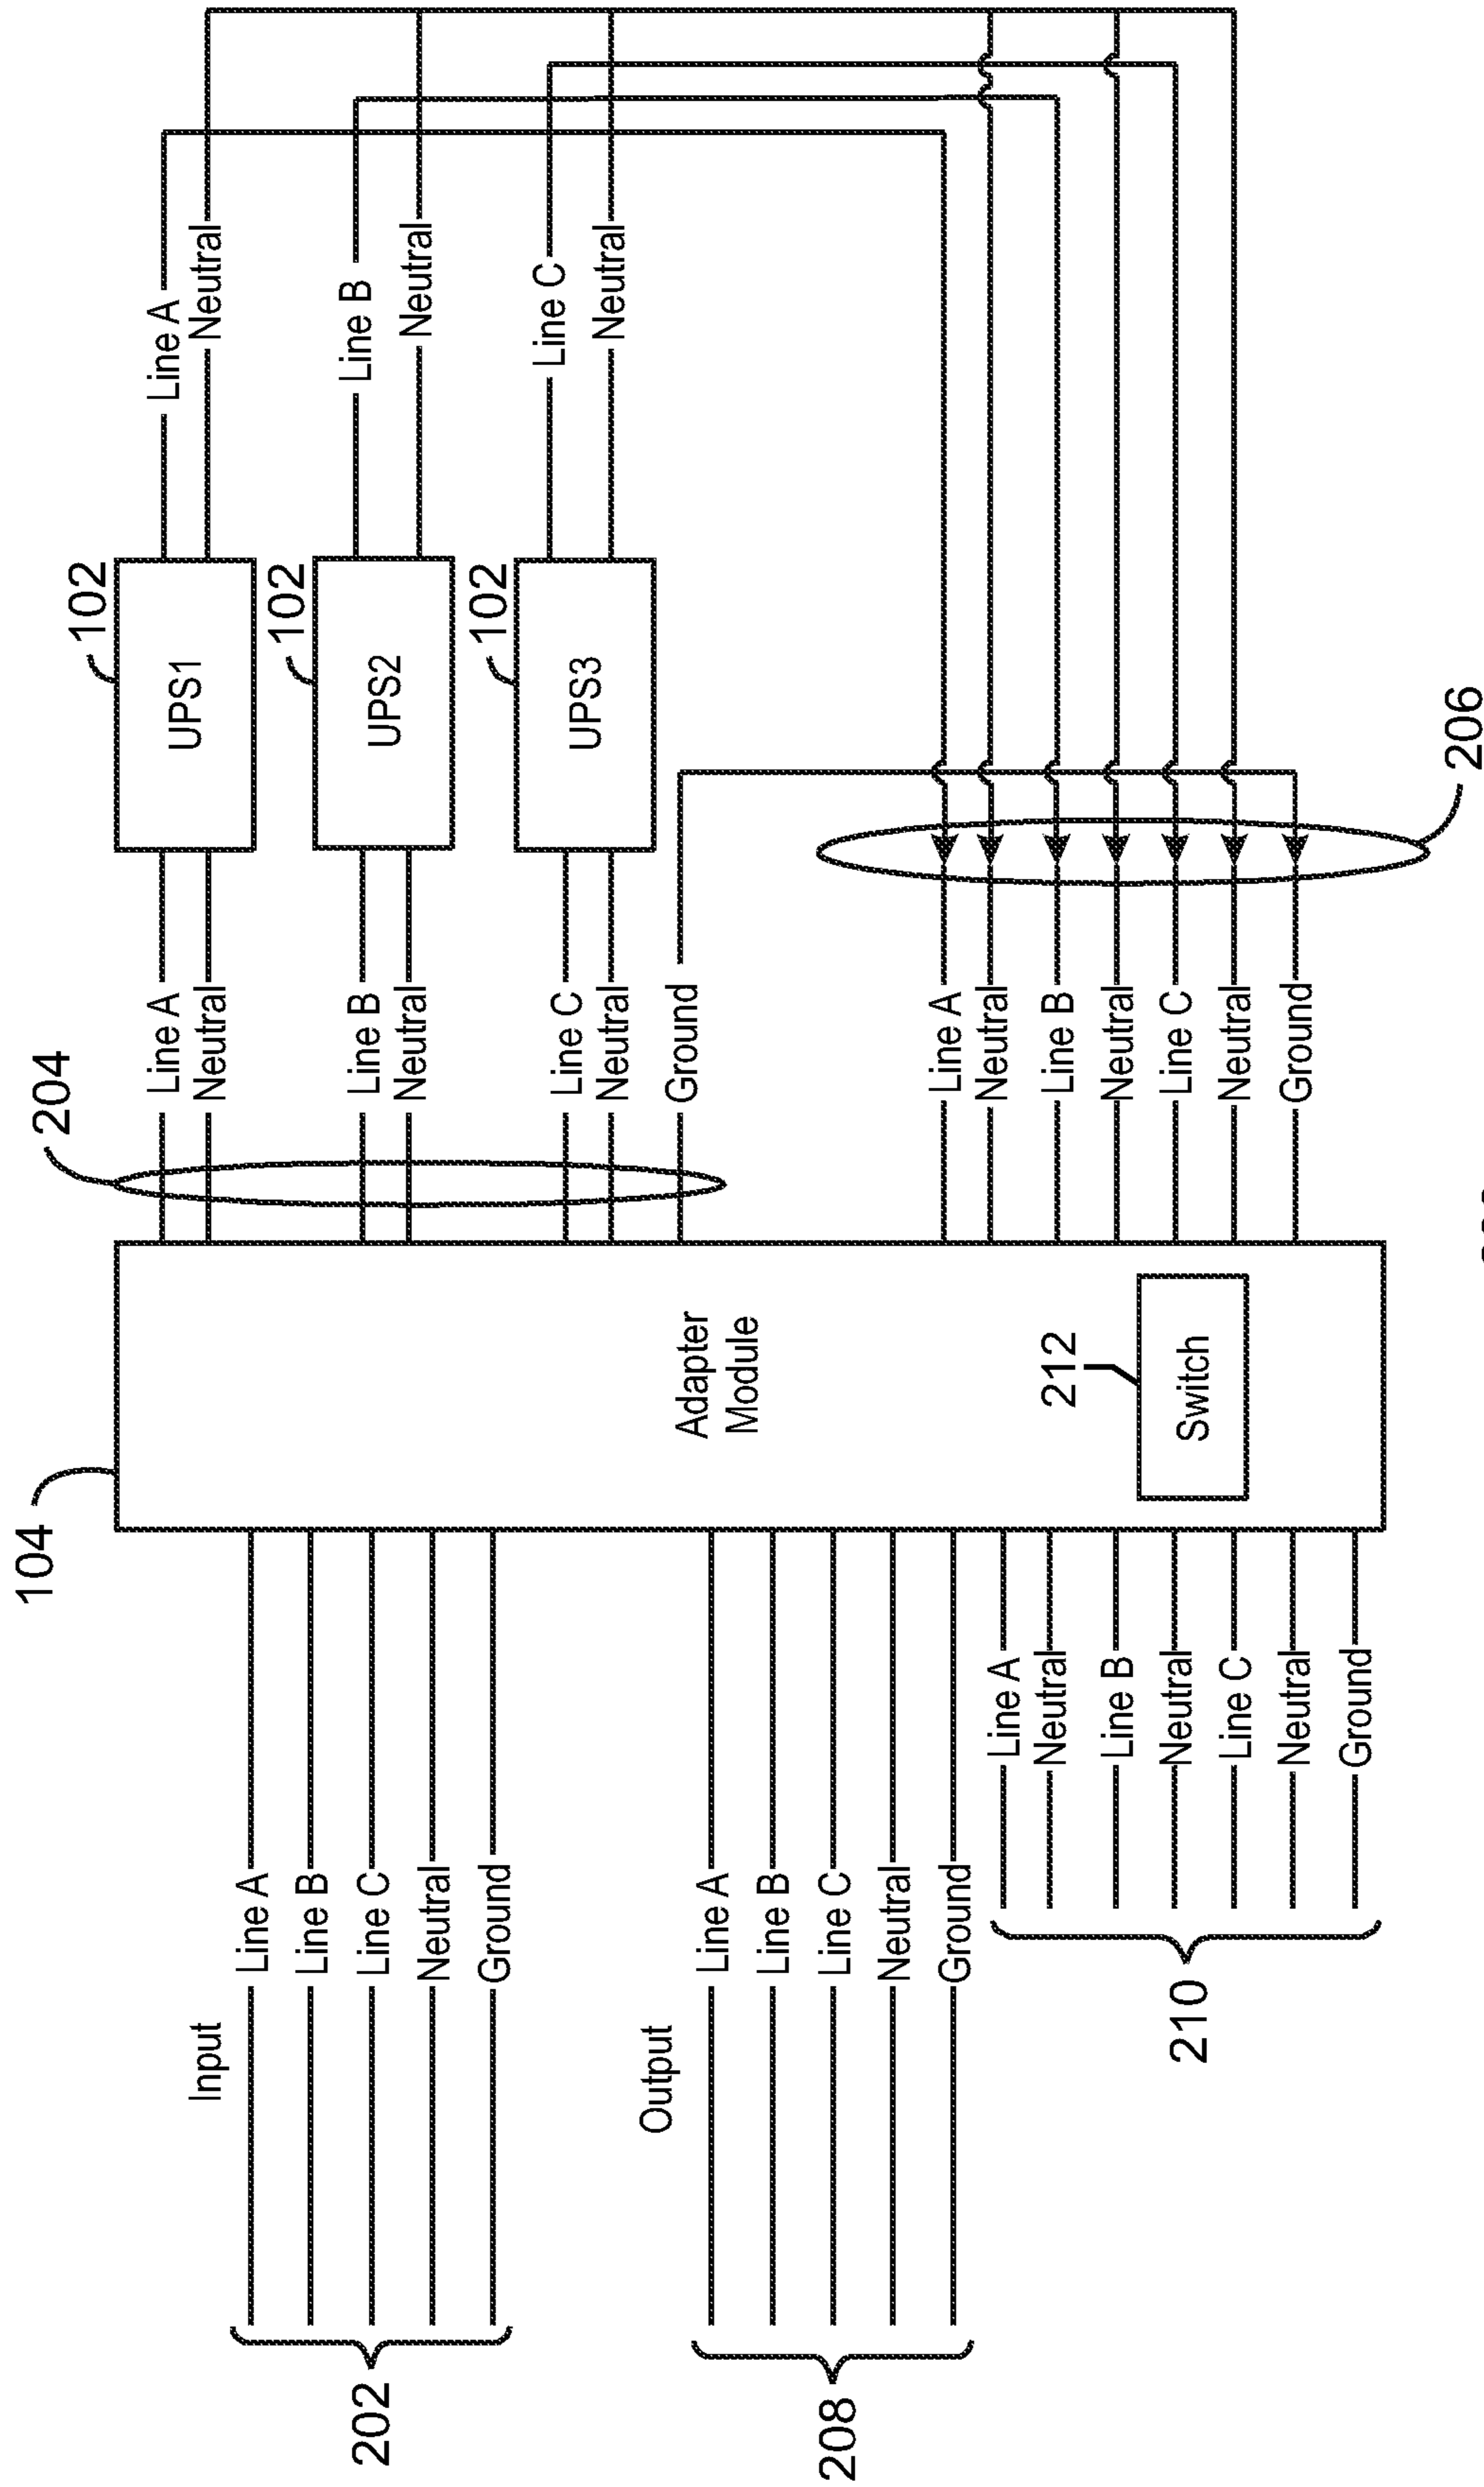 104
204
102
UPS1
Line A
Neutral
Line A
Neutral
102
UPS2
Line B
Neutral
Line B
Neutral
102
UPS3
Line C
Neutral
Line C
Neutral
Ground
Input
Line A
Line B
Line C
Neutral
Ground
202
Adapter
Module
212
Switch
Output
Line A
Line B
Line C
Neutral
Ground
208
Line A
Neutral
Line B
Neutral
Line C
Neutral
Ground
210
Line A
Neutral
Line B
Neutral
Line C
Neutral
Ground
206